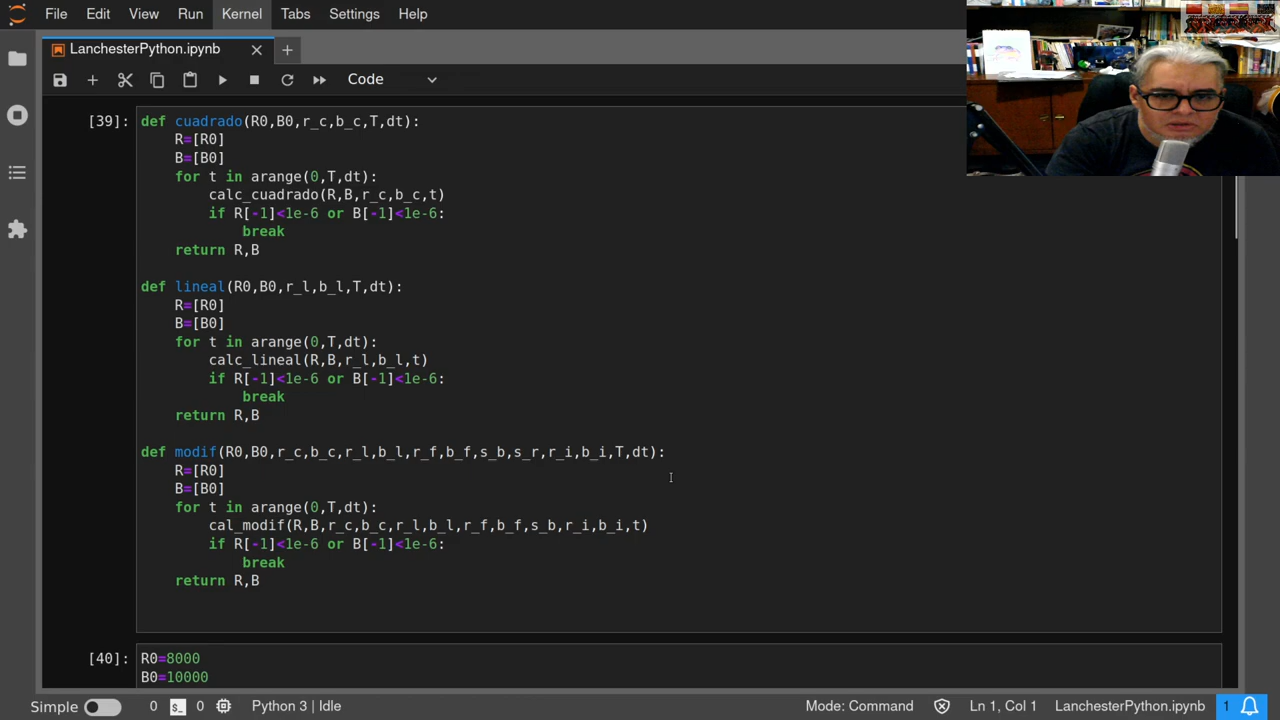 File Edit View Run Kernel Tabs Settings Help
LanchesterPython.ipynb
Code
[39]:
def cuadrado(R0,B0,r_c,b_c,T,dt):
R=[R0]
B=[B0]
for t in arange(0,T,dt):
calc_cuadrado(R,B,r_c,b_c,t)
if R[-1]<1e-6 or B[-1]<1e-6:
break
return R,B
def lineal(R0,B0,r_l,b_l,T,dt):
R=[R0]
B=[B0]
for t in arange(0,T,dt):
calc_lineal(R,B,r_l,b_l,t)
if R[-1]<1e-6 or B[-1]<1e-6:
break
return R,B
def modif(R0,B0,r_c,b_c,r_l,b_l,r_f,b_f,s_b,s_r,r_i,b_i,T,dt):
R=[R0]
B=[B0]
for t in arange(0,T,dt):
cal_modif(R,B,r_c,b_c,r_l,b_l,r_f,b_f,s_b,r_i,b_i,t)
if R[-1]<1e-6 or B[-1]<1e-6:
break
return R,B
[40]:
R0=8000
B0=10000
Simple 0 $_ 0 Python 3 | Idle Mode: Command Ln 1, Col 1 LanchesterPython.ipynb 1